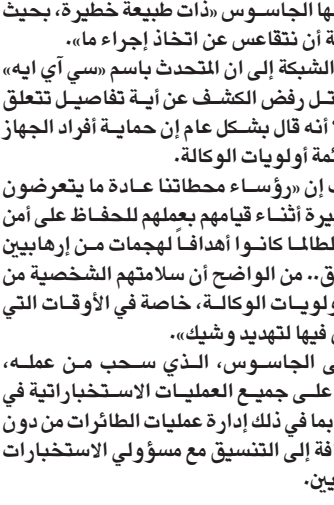 ها الجاسوس «ذات طبيعة خطيرة، بحيث
ة أن نتقاعس عن اتخاذ إجراء ما».
الشبكة إلى ان المتحدث باسم «سي آي ايه»
تل رفض الكشف عن أية تفاصيل تتعلق
أنه قال بشكل عام إن حماية أفراد الجهاز
ئمة أولويات الوكالة.
إن «رؤساء محطاتنا عادة ما يتعرضون
يرة أثناء قيامهم بعملهم للحفاظ على أمن
لطالما كانوا أهدافاً لهجمات من إرهابيين
ق.. من الواضح أن سلامتهم الشخصية من
ولويات الوكالة، خاصة في الأوقات التي
فيها لتهديد وشيك».
ى الجاسوس، الذي سحب من عمله،
على جميع العمليات الاستخباراتية في
بما في ذلك إدارة عمليات الطائرات من دون
فة إلى التنسيق مع مسؤولي الاستخبارات
يين.